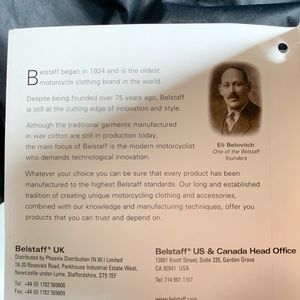 Belstaff began in 1924 and is the oldest
motorcycle clothing brand in the world.
Despite being founded over 75 years ago, Belstaff
is still at the cutting edge of innovation and style.
Although the traditional garments manufactured
in wax cotton are still in production today,
the main focus of Belstaff is the modern motorcyclist
who demands technological innovation.
Eli Belovitch
One of the Belstaff
founders
Whatever your choice you can be sure that every product has been
manufactured to the highest Belstaff standards. Our long and established
tradition of creating unique motorcycling clothing and accessories,
combined with our knowledge and manufacturing techniques, offer you
products that you can trust and depend on.
Belstaff® UK
Distributed by Phoenix Distribution (N.W.) Limited
18-20 Rosevale Road, Parkhouse Industrial Estate West,
Newcastle-under-Lyme, Staffordshire, ST5 7EF
Tel: +44 (0) 1782 569800
Fax: +44 (0) 1782 569809
Belstaff® US & Canada Head Office
12881 Knott Street, Suite 235, Garden Grove
CA 92841 USA
Tel: 714 901 1167
www.belstaff.com